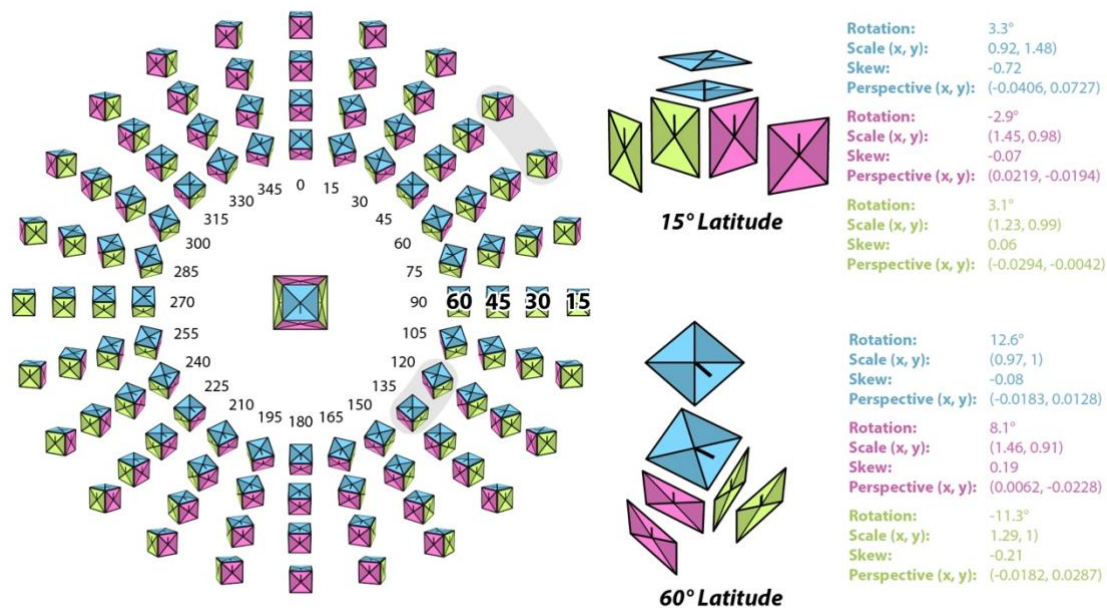 0
345 15
330 30
315 45
300 60
285 75
270 90 60 45 30 15
255 105
240 120
225 135
210 150
195 180 165
15° Latitude
Rotation: 3.3°
Scale (x, y): 0.92, 1.48)
Skew: -0.72
Perspective (x, y): (-0.0406, 0.0727)
Rotation: -2.9°
Scale (x, y): (1.45, 0.98)
Skew: -0.07
Perspective (x, y): (0.0219, -0.0194)
Rotation: 3.1°
Scale (x, y): (1.23, 0.99)
Skew: 0.06
Perspective (x, y): (-0.0294, -0.0042)
60° Latitude
Rotation: 12.6°
Scale (x, y): (0.97, 1)
Skew: -0.08
Perspective (x, y): (-0.0183, 0.0128)
Rotation: 8.1°
Scale (x, y): (1.46, 0.91)
Skew: 0.19
Perspective (x, y): (0.0062, -0.0228)
Rotation: -11.3°
Scale (x, y): 1.29, 1)
Skew: -0.21
Perspective (x, y): (-0.0182, 0.0287)